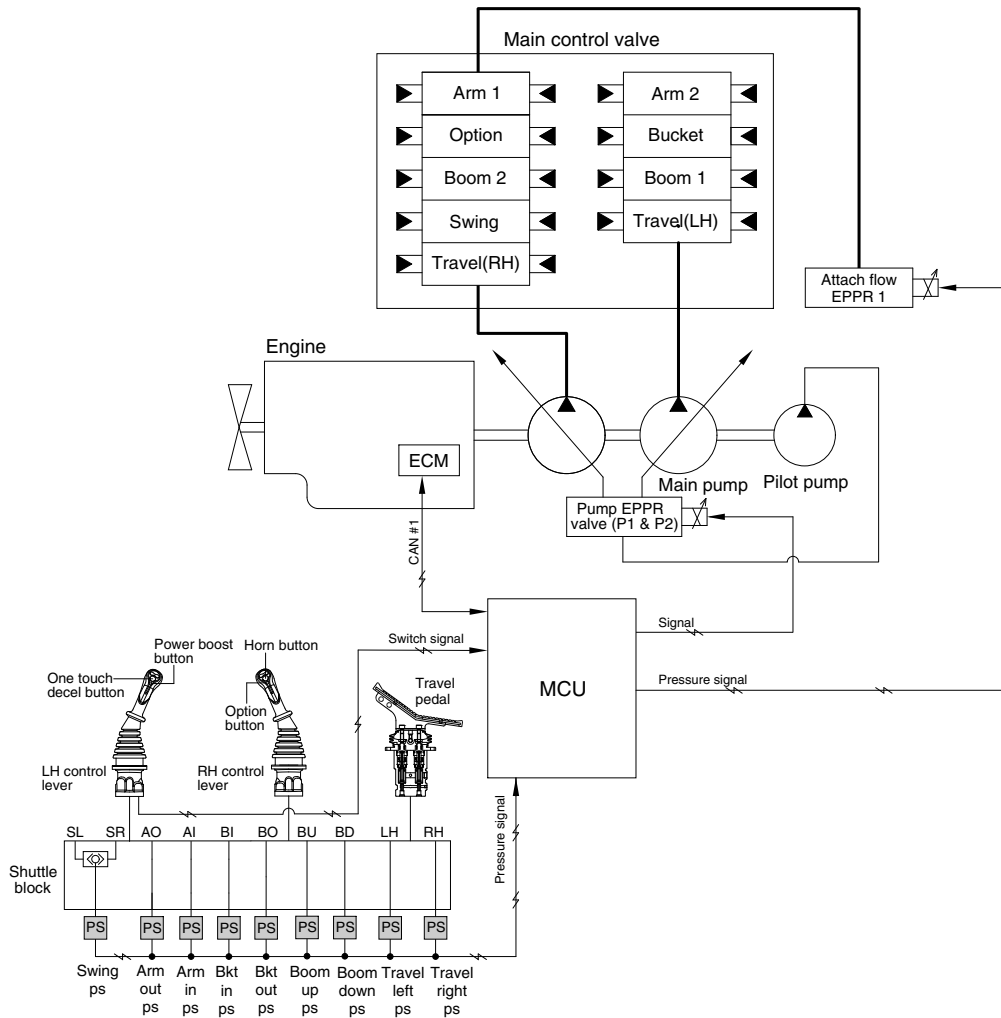 Main control valve
Arm 1
Arm 2
Option
Bucket
Boom 2
Boom 1
Swing
Travel(LH)
Travel(RH)
Attach flow
EPPR 1
Engine
ECM
Main pump
Pilot pump
Pump EPPR
valve (P1 & P2)
CAN #1
Signal
Switch signal
MCU
Pressure signal
Power boost
button
Horn button
One touch
decel button
Option
button
Travel
pedal
LH control
lever
RH control
lever
Pressure signal
SL SR AO AI BI BO BU BD LH RH
Shuttle
block
PS PS PS PS PS PS PS PS PS
Swing
ps
Arm
out
ps
Arm
in
ps
Bkt
in
ps
Bkt
out
ps
Boom
up
ps
Boom
down
ps
Travel
left
ps
Travel
right
ps